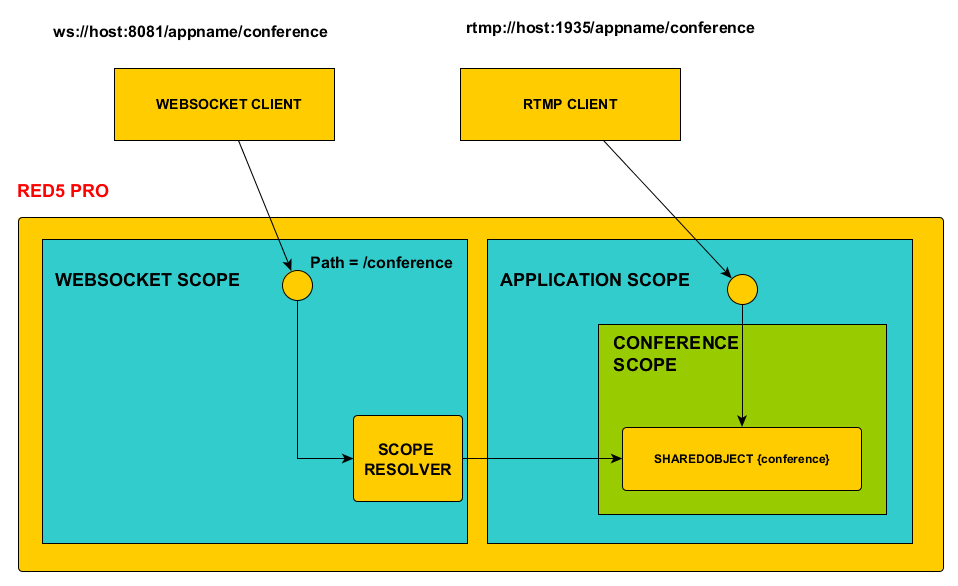 ws://host:8081/appname/conference
rtmp://host:1935/appname/conference
WEBSOCKET CLIENT
RTMP CLIENT
RED5 PRO
WEBSOCKET SCOPE
Path = /conference
APPLICATION SCOPE
CONFERENCE
SCOPE
SCOPE
RESOLVER
SHAREDOBJECT {conference}